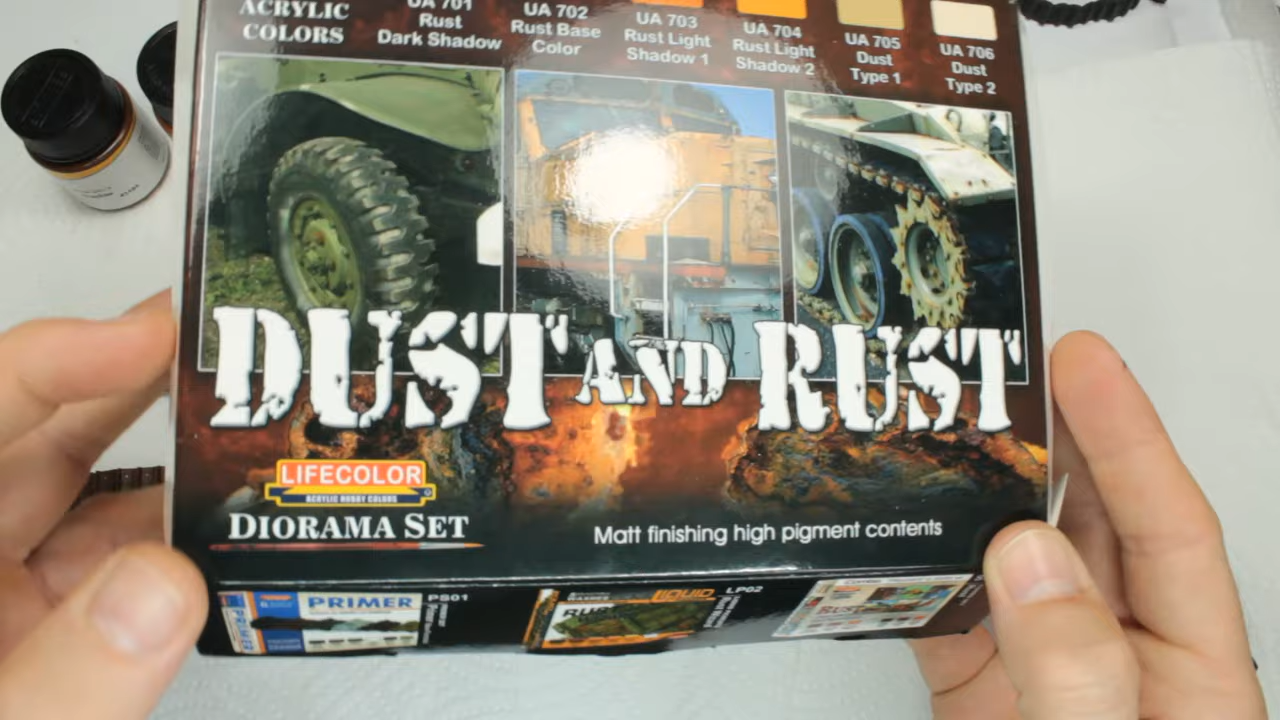 ACRYLIC
COLORS
UA 701
Rust
Dark Shadow
UA 702
Rust Base
Color
UA 703
Rust Light
Shadow 1
UA 704
Rust Light
Shadow 2
UA 705
Dust
Type 1
UA 706
Dust
Type 2
DUST AND RUST
LIFECOLOR
ACRYLIC HOBBY COLORS
DIORAMA SET
Matt finishing high pigment contents
PRIMER
PS01
LIQUID
LP02